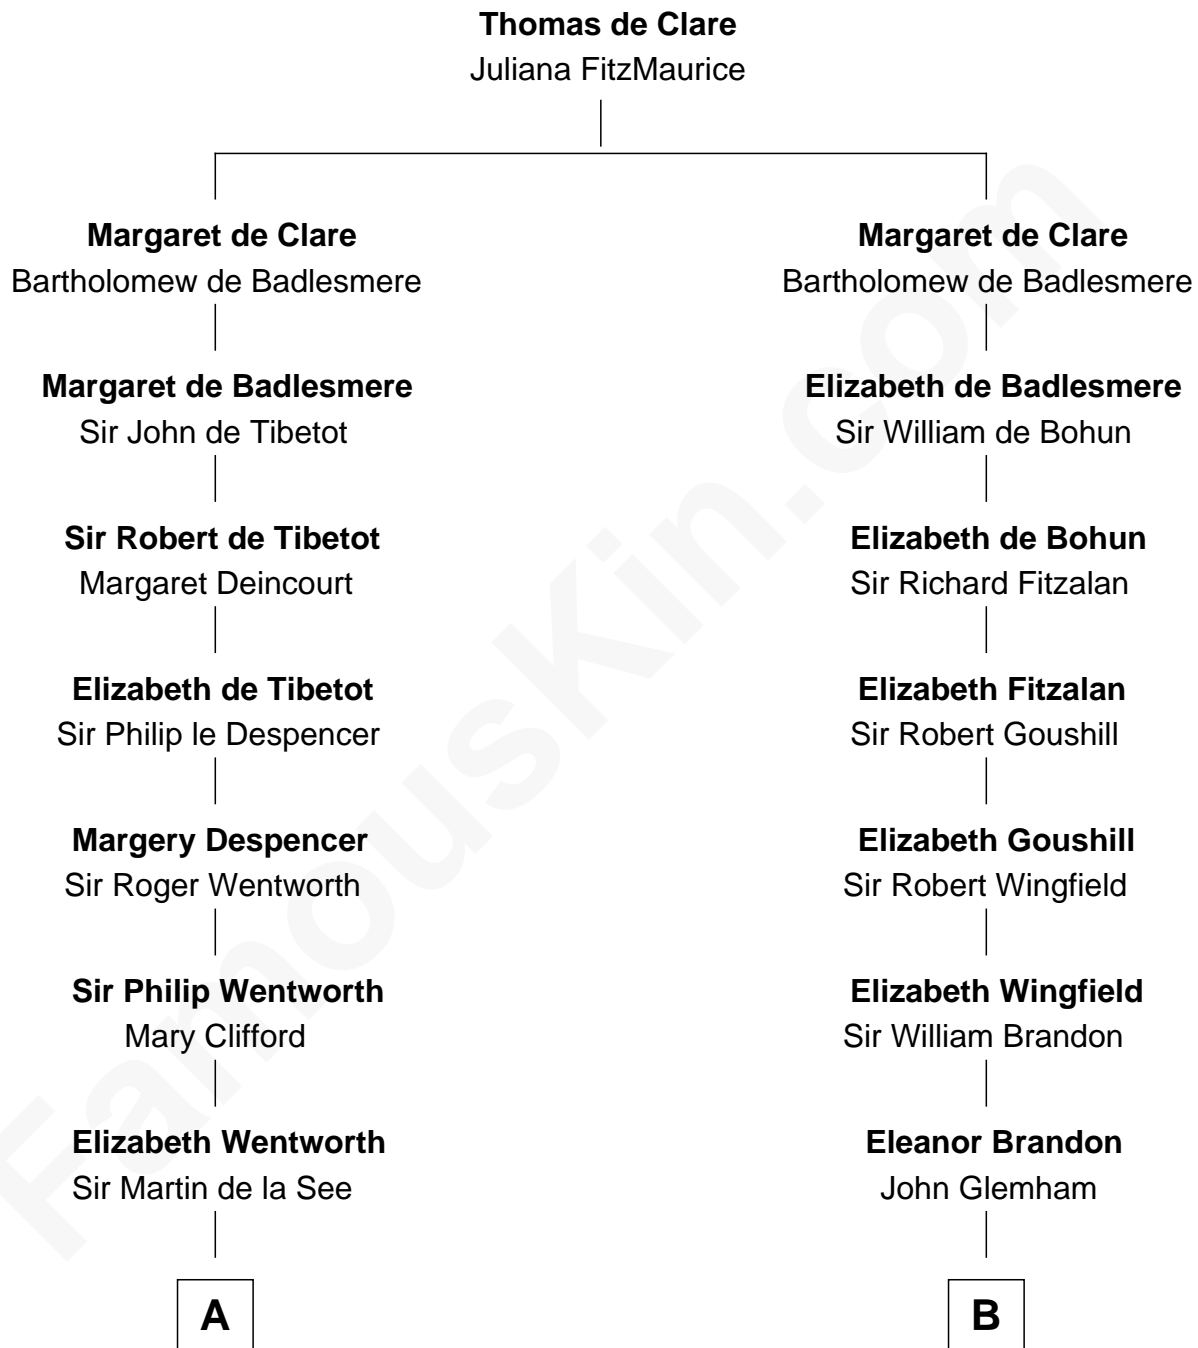 Thomas de Clare
Juliana FitzMaurice
Margaret de Clare
Bartholomew de Badlesmere
Margaret de Clare
Bartholomew de Badlesmere
Margaret de Badlesmere
Sir John de Tibetot
Elizabeth de Badlesmere
Sir William de Bohun
Sir Robert de Tibetot
Margaret Deincourt
Elizabeth de Bohun
Sir Richard Fitzalan
Elizabeth de Tibetot
Sir Philip le Despencer
Elizabeth Fitzalan
Sir Robert Goushill
Margery Despencer
Sir Roger Wentworth
Elizabeth Goushill
Sir Robert Wingfield
Sir Philip Wentworth
Mary Clifford
Elizabeth Wingfield
Sir William Brandon
Elizabeth Wentworth
Sir Martin de la See
Eleanor Brandon
John Glemham
A
B
FamousKin.com